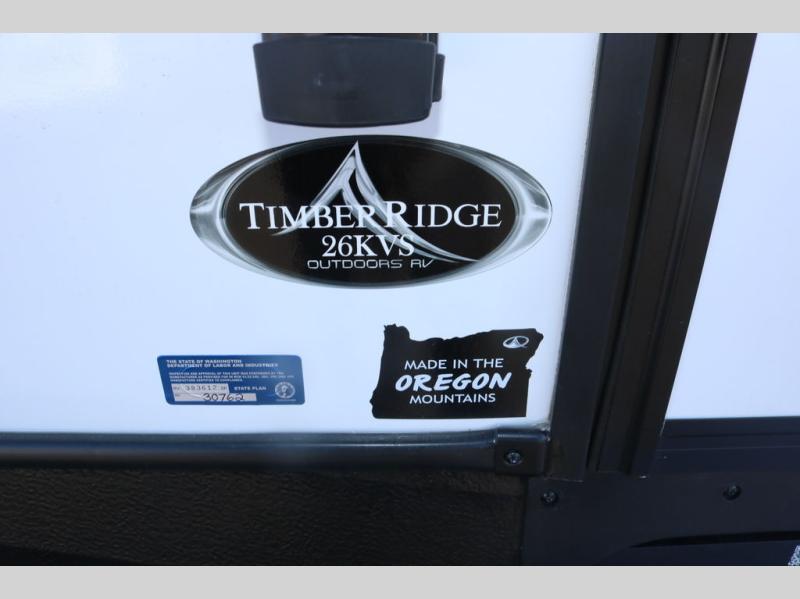 TIMBERRIDGE
26KVS
OUTDOORS RV
THE STATE OF WASHINGTON
DEPARTMENT OF LABOR AND INDUSTRIES
383612
STATE PLAN
30762
MADE IN THE
OREGON
MOUNTAINS